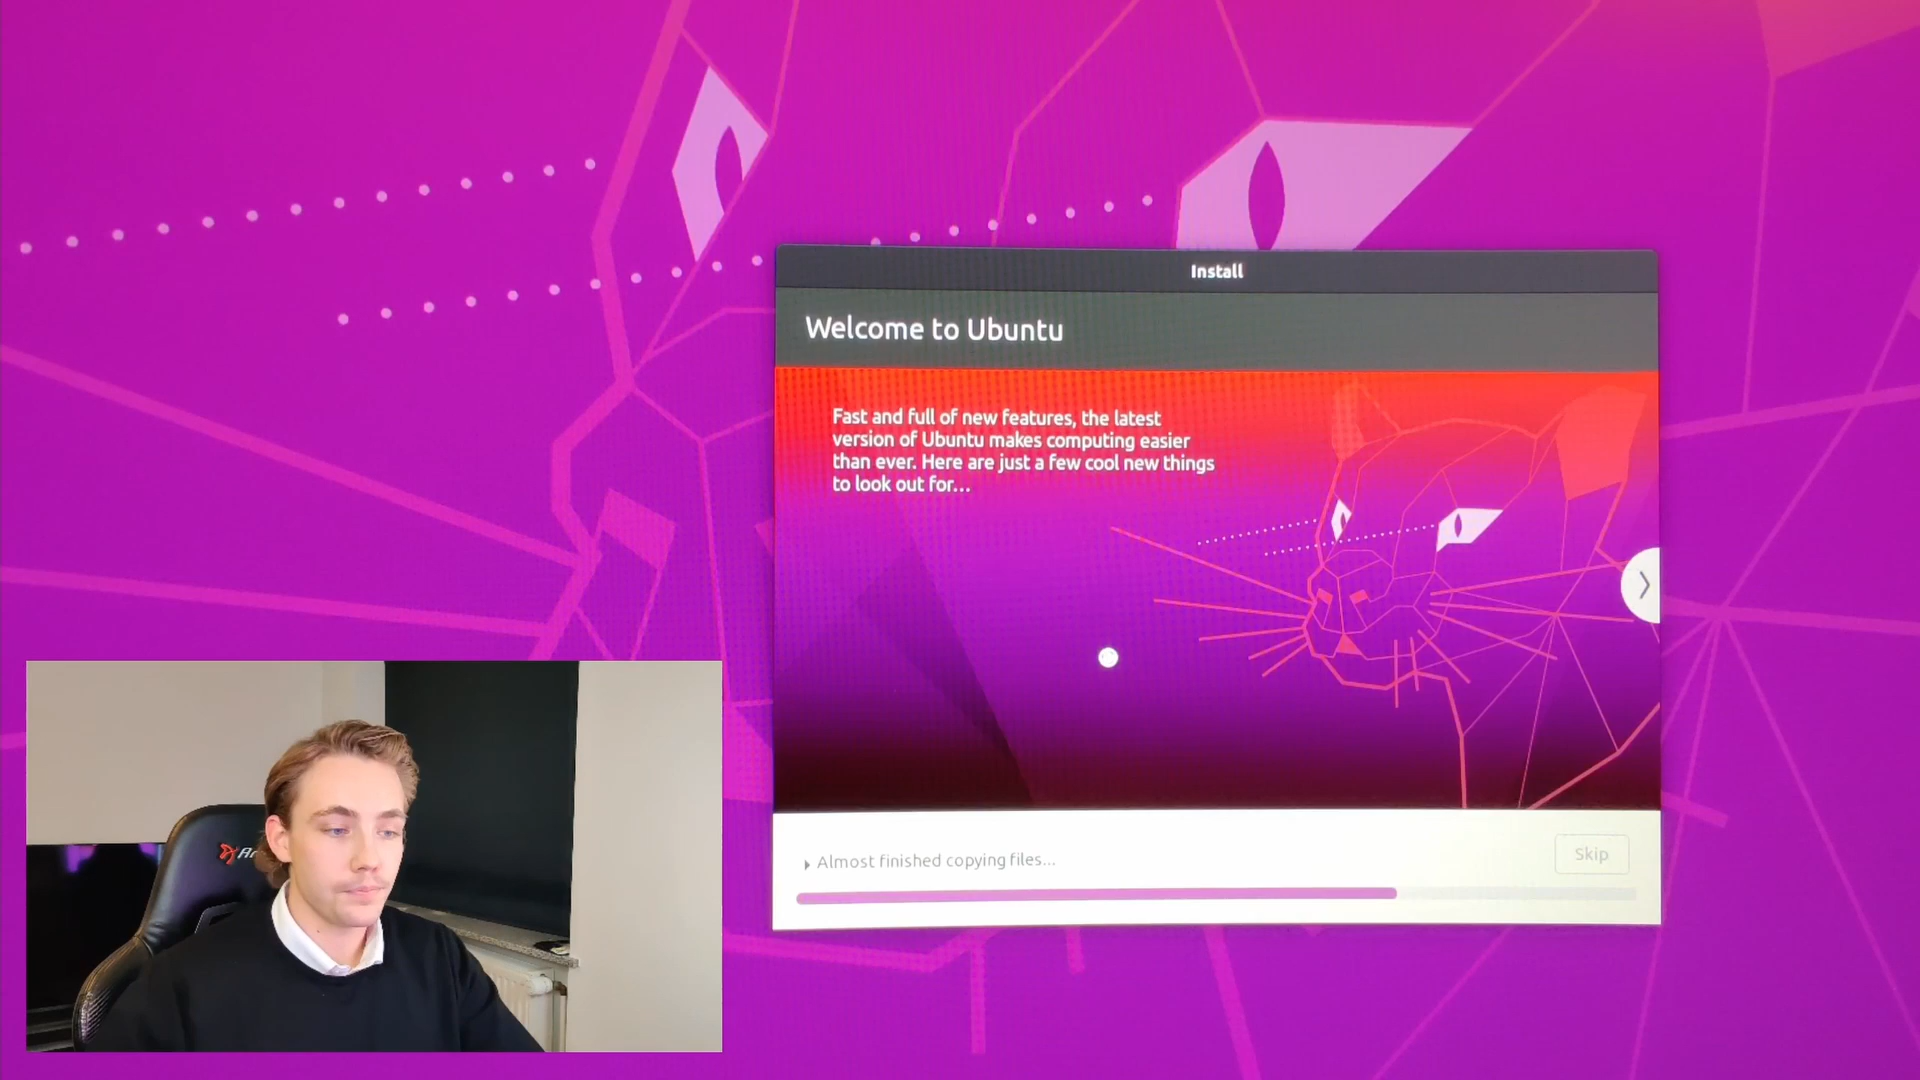 Install
Welcome to Ubuntu
Fast and full of new features, the latest
version of Ubuntu makes computing easier
than ever. Here are just a few cool new things
to look out for...
Almost finished copying files...
Skip